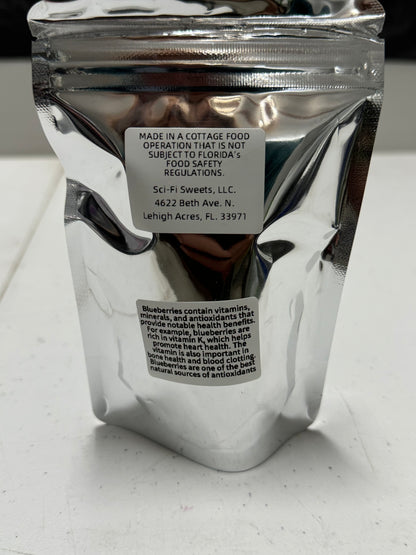 MADE IN A COTTAGE FOOD
OPERATION THAT IS NOT
SUBJECT TO FLORIDA's
FOOD SAFETY
REGULATIONS.
Sci-Fi Sweets, LLC.
4622 Beth Ave. N.
Lehigh Acres, FL. 33971
Blueberries contain vitamins,
minerals, and antioxidants that
provide notable health benefits.
For example, blueberries are
rich in vitamin K, which helps
promote heart health. The
vitamin is also important in
bone health and blood clotting.
Blueberries are one of the best
natural sources of antioxidants